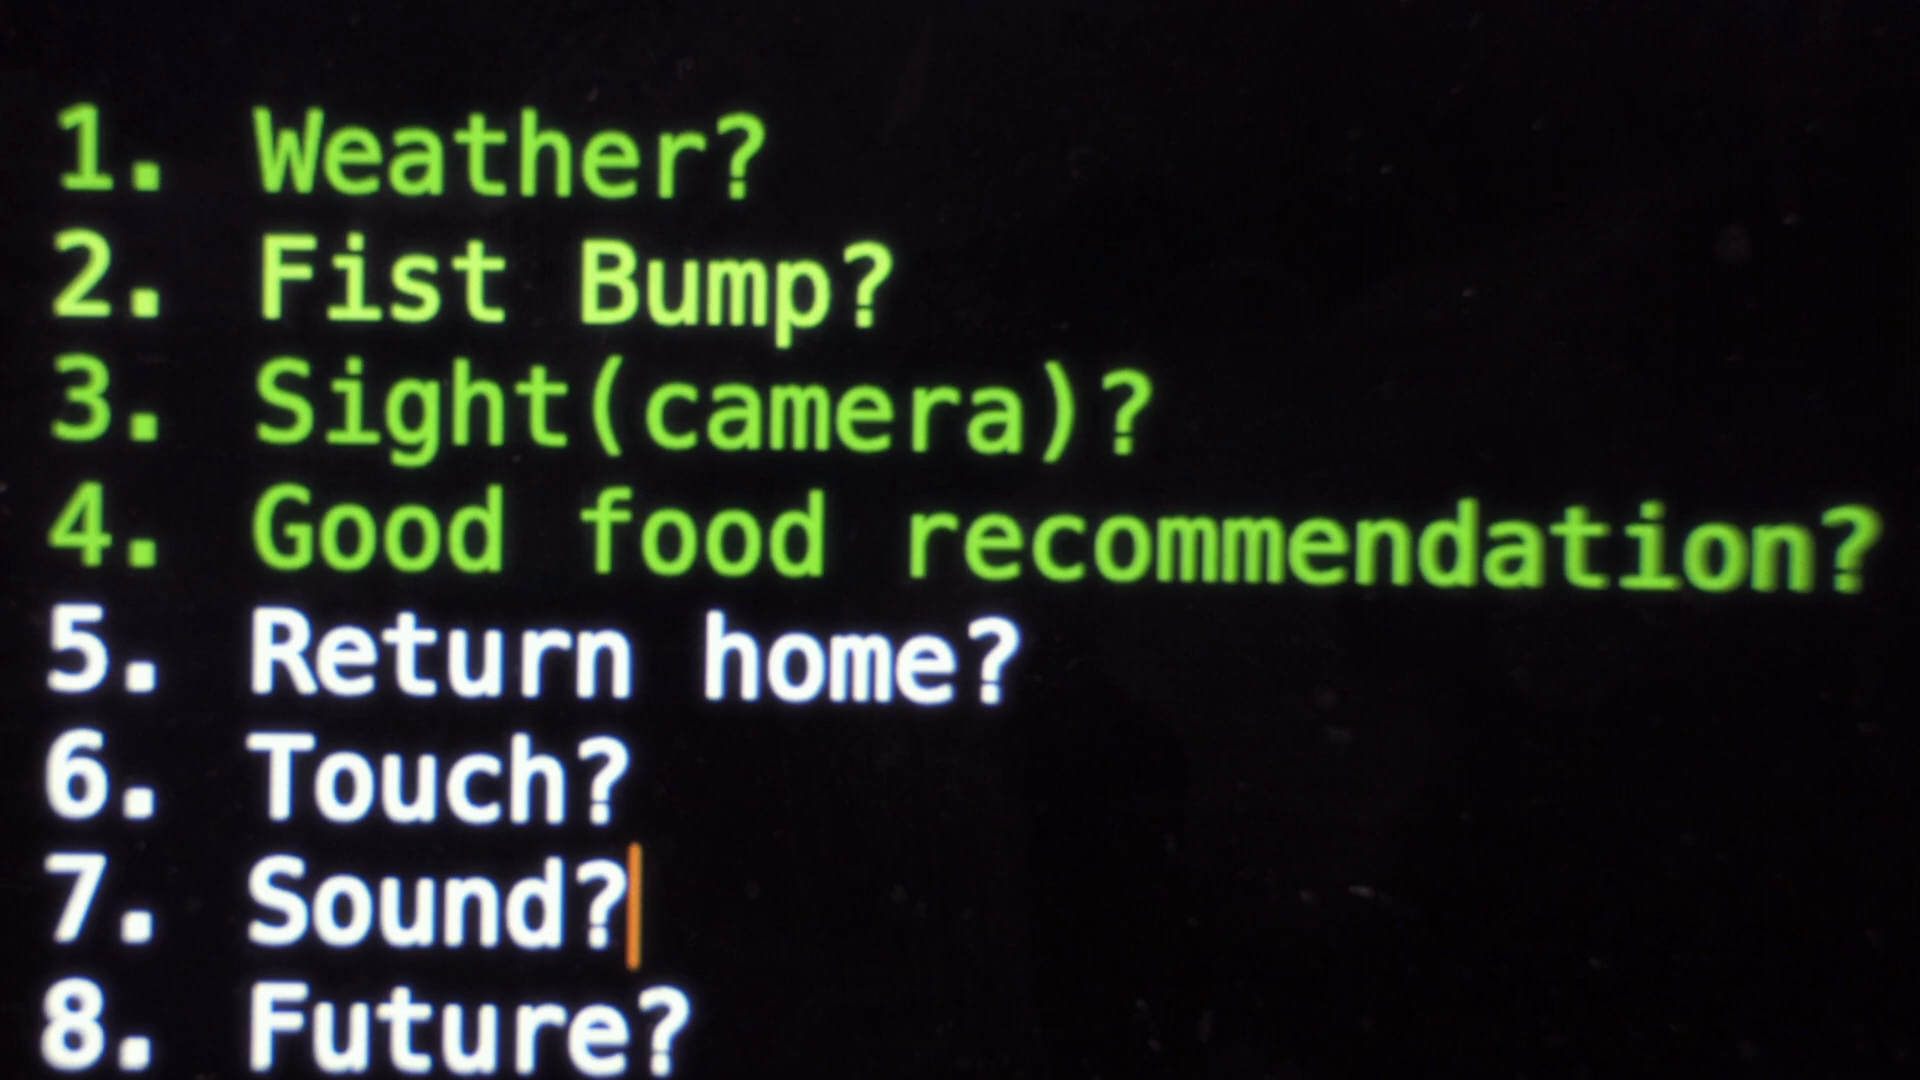 1. Weather?
2. Fist Bump?
3. Sight(camera)?
4. Good food recommendation?
5. Return home?
6. Touch?
7. Sound?
8. Future?